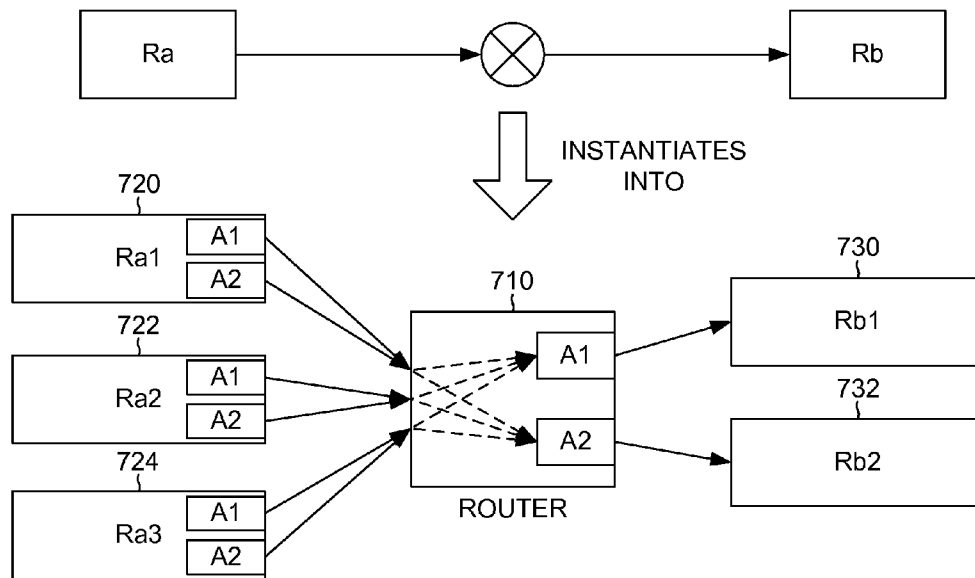 Ra
Rb
INSTANTIATES
INTO
720
Ra1
A1
A2
722
Ra2
A1
A2
724
Ra3
A1
A2
710
A1
A2
ROUTER
730
Rb1
732
Rb2